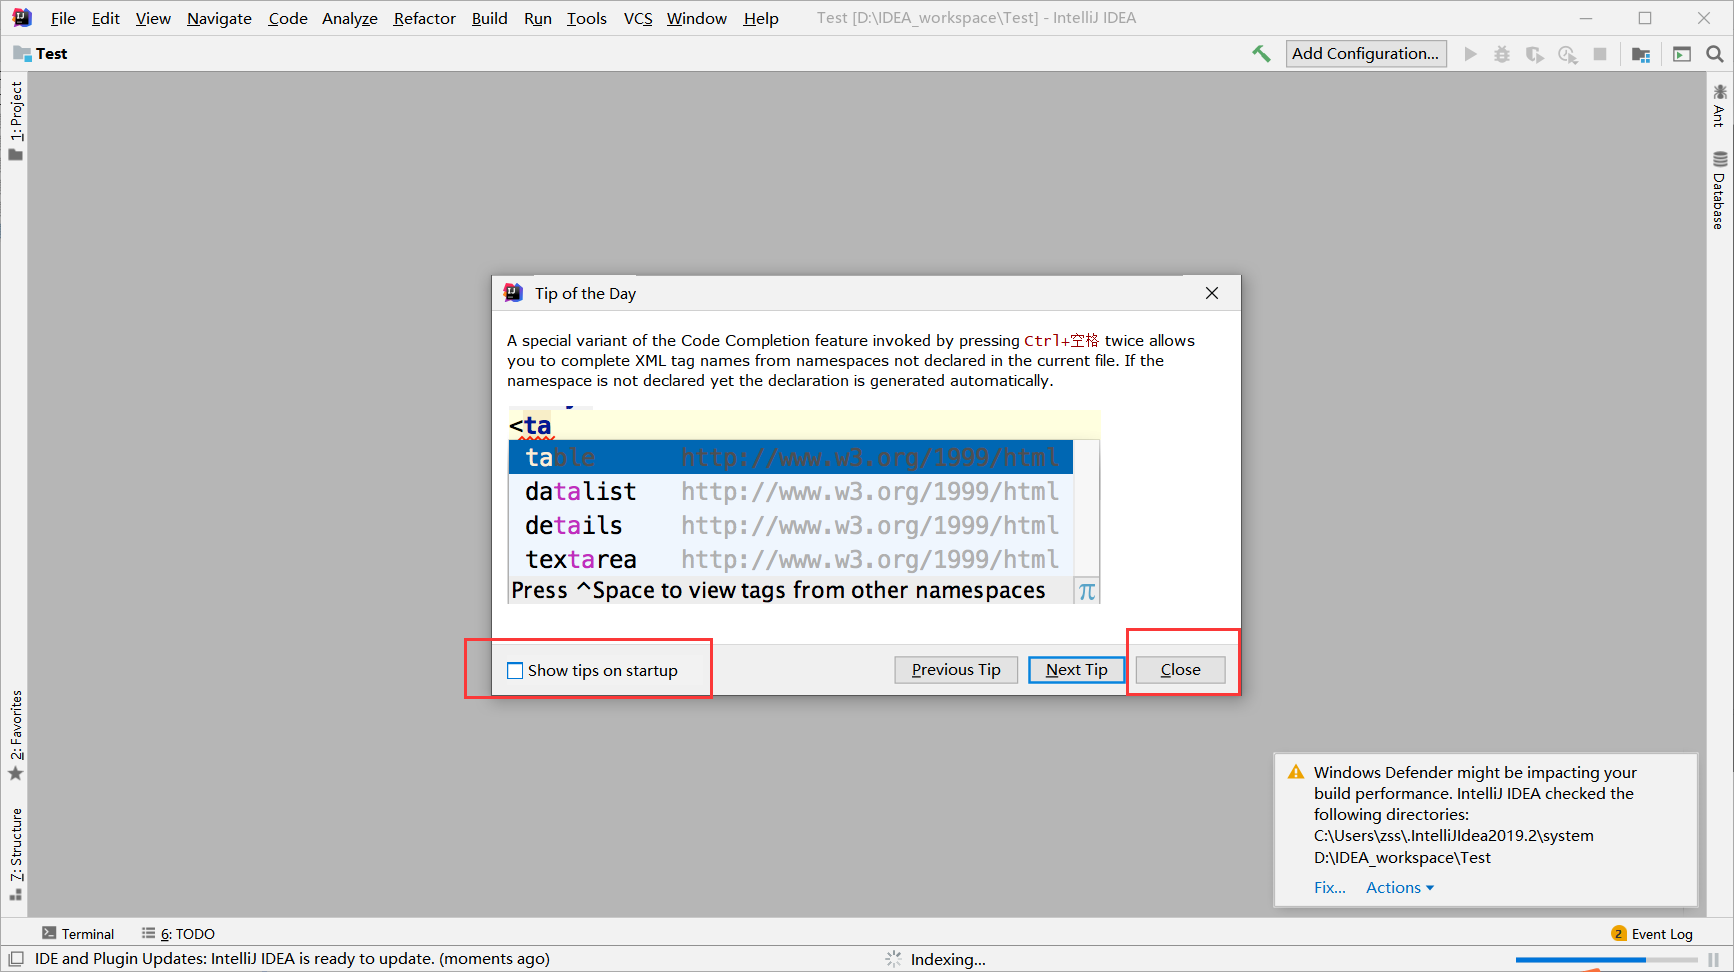 File Edit View Navigate Code Analyze Refactor Build Run Tools VCS Window Help Test [D:\IDEA_workspace\Test] - IntelliJ IDEA
Test
Add Configuration...
1: Project
Ant
Database
Tip of the Day
A special variant of the Code Completion feature invoked by pressing Ctrl+空格 twice allows
you to complete XML tag names from namespaces not declared in the current file. If the
namespace is not declared yet the declaration is generated automatically.
<ta
table http://www.w3.org/1999/html
datalist http://www.w3.org/1999/html
details http://www.w3.org/1999/html
textarea http://www.w3.org/1999/html
Press ^Space to view tags from other namespaces π
Show tips on startup
Previous Tip
Next Tip
Close
2: Favorites
7: Structure
Windows Defender might be impacting your
build performance. IntelliJ IDEA checked the
following directories:
C:\Users\zss\.IntelliJIdea2019.2\system
D:\IDEA_workspace\Test
Fix... Actions
Terminal
6: TODO
2 Event Log
IDE and Plugin Updates: IntelliJ IDEA is ready to update. (moments ago)
Indexing...